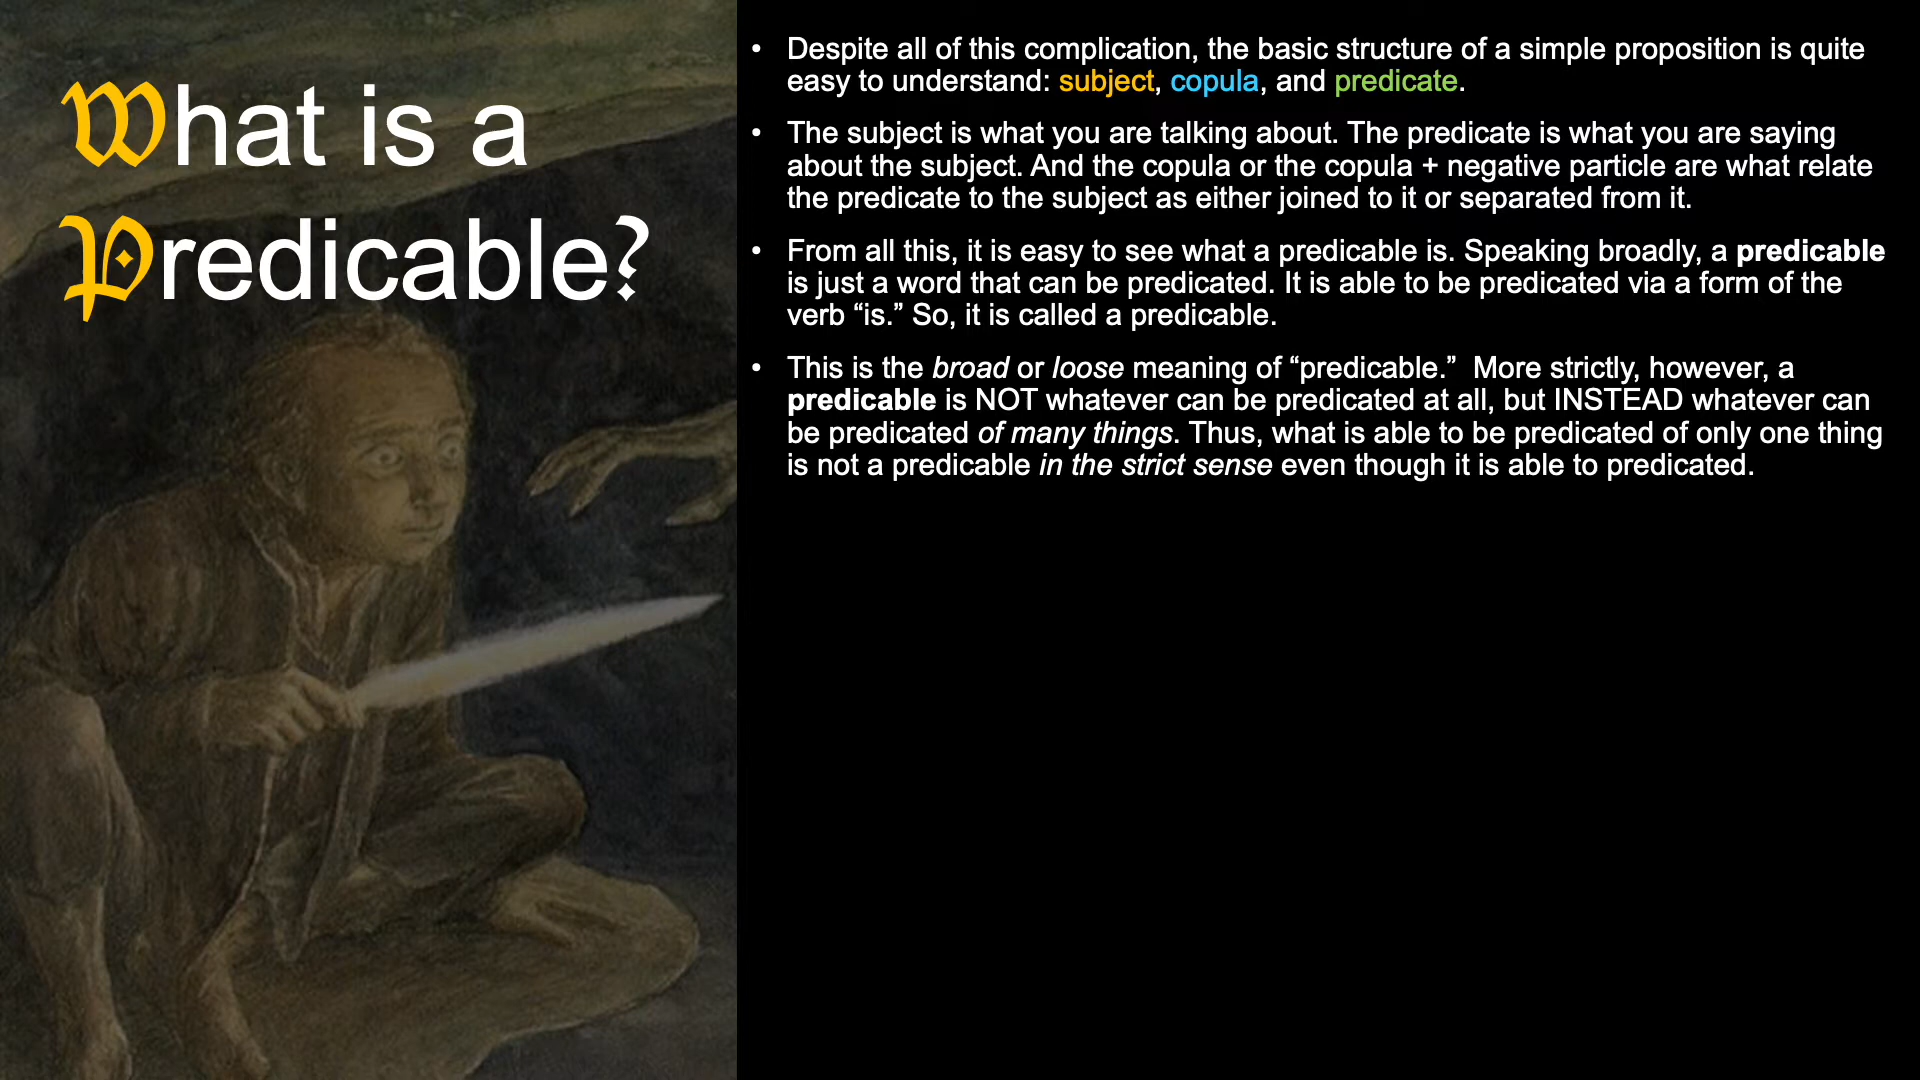 What is a
Predicable?
• Despite all of this complication, the basic structure of a simple proposition is quite
easy to understand: subject, copula, and predicate.
• The subject is what you are talking about. The predicate is what you are saying
about the subject. And the copula or the copula + negative particle are what relate
the predicate to the subject as either joined to it or separated from it.
• From all this, it is easy to see what a predicable is. Speaking broadly, a predicable
is just a word that can be predicated. It is able to be predicated via a form of the
verb “is.” So, it is called a predicable.
• This is the broad or loose meaning of “predicable.”  More strictly, however, a
predicable is NOT whatever can be predicated at all, but INSTEAD whatever can
be predicated of many things. Thus, what is able to be predicated of only one thing
is not a predicable in the strict sense even though it is able to predicated.